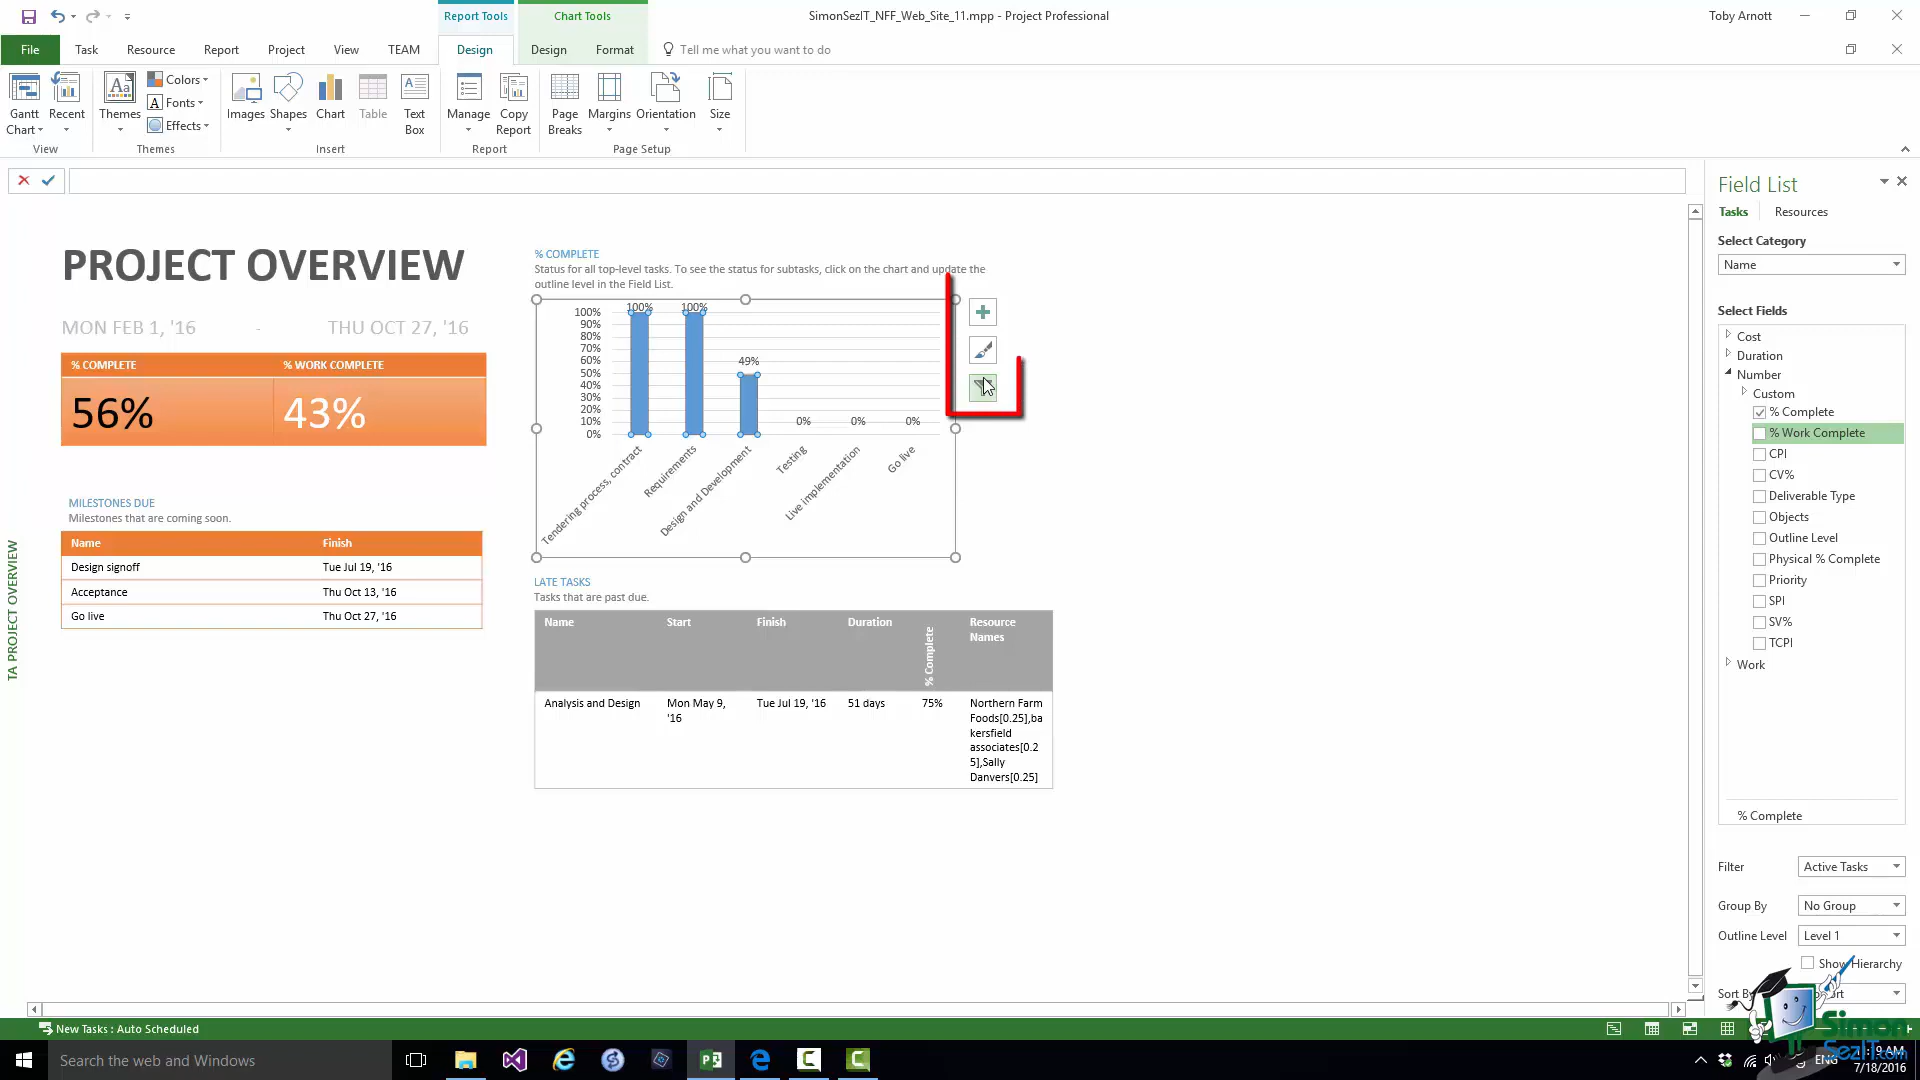 Report Tools
Chart Tools
SimonSezIT_NFF_Web_Site_11.mpp - Project Professional
Toby Arnott
File
Task
Resource
Report
Project
View
TEAM
Design
Design
Format
Tell me what you want to do
Gantt
Chart
Recent
View
Themes
Colors
Fonts
Effects
Themes
Images
Shapes
Chart
Table
Text
Box
Insert
Manage
Copy
Report
Report
Page
Breaks
Margins
Orientation
Size
Page Setup
PROJECT OVERVIEW
MON FEB 1, '16 - THU OCT 27, '16
% COMPLETE
% WORK COMPLETE
56%
43%
MILESTONES DUE
Milestones that are coming soon.
Name Finish
Design signoff Tue Jul 19, '16
Acceptance Thu Oct 13, '16
Go live Thu Oct 27, '16
TA PROJECT OVERVIEW
% COMPLETE
Status for all top-level tasks. To see the status for subtasks, click on the chart and update the
outline level in the Field List.
100%
90%
80%
70%
60%
50%
40%
30%
20%
10%
0%
100%
100%
49%
0%
0%
0%
Tendering process, contract
Requirements
Design and Development
Testing
Live implementation
Go live
LATE TASKS
Tasks that are past due.
Name Start Finish Duration % Complete Resource
Names
Analysis and Design Mon May 9, Tue Jul 19, '16 51 days 75% Northern Farm
'16 Foods[0.25],ba
kersfield
associates[0.2
5],Sally
Danvers[0.25]
Field List
Tasks
Resources
Select Category
Name
Select Fields
Cost
Duration
Number
Custom
% Complete
% Work Complete
CPI
CV%
Deliverable Type
Objects
Outline Level
Physical % Complete
Priority
SPI
SV%
TCPI
Work
% Complete
Filter Active Tasks
Group By No Group
Outline Level Level 1
Show Hierarchy
Sort By
New Tasks : Auto Scheduled
Simon
SezIT.com
Search the web and Windows
ENG
7/18/2016